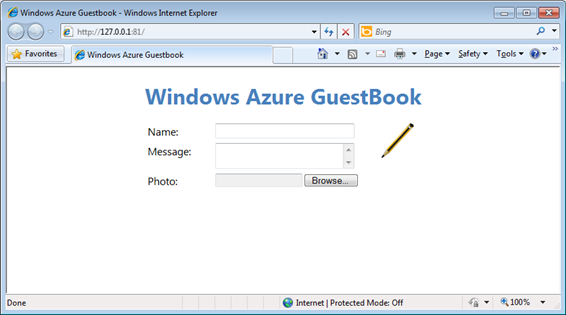 Windows Azure Guestbook - Windows Internet Explorer
http://127.0.0.1:81/
Bing
Favorites
Windows Azure Guestbook
Page
Safety
Tools
Windows Azure GuestBook
Name:
Message:
Photo:
Browse...
Done
Internet | Protected Mode: Off
100%